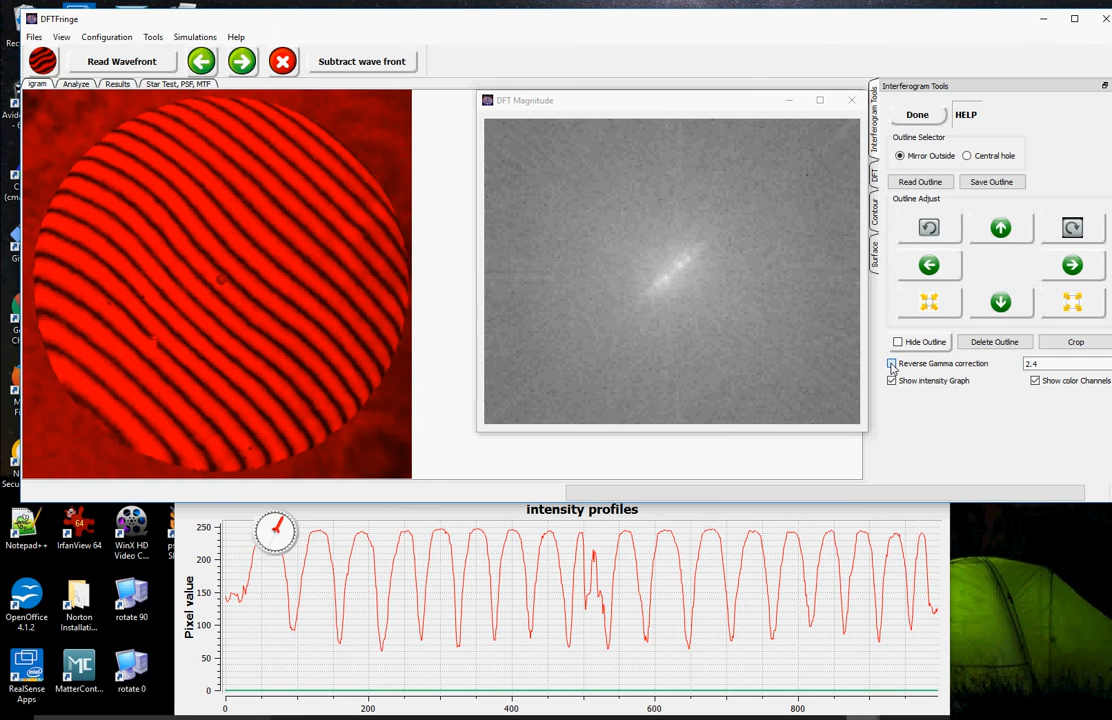 DFTFringe
Files View Configuration Tools Simulations Help
Read Wavefront
Subtract wave front
igram Analyze Results Star Test, PSF, MTF
DFT Magnitude
Interferogram Tools
DFT
Contour
Surface
Interferogram Tools
Done HELP
Outline Selector
Mirror Outside Central hole
Read Outline Save Outline
Outline Adjust
Hide Outline Delete Outline Crop
Reverse Gamma correction 2.4
Show intensity Graph Show color Channels
Notepad++
IrfanView 64
WinX HD
Video C...
OpenOffice
4.1.2
Norton
Installati...
rotate 90
RealSense
Apps
MatterCont...
rotate 0
intensity profiles
Pixel value
250
200
150
100
50
0
0 200 400 600 800